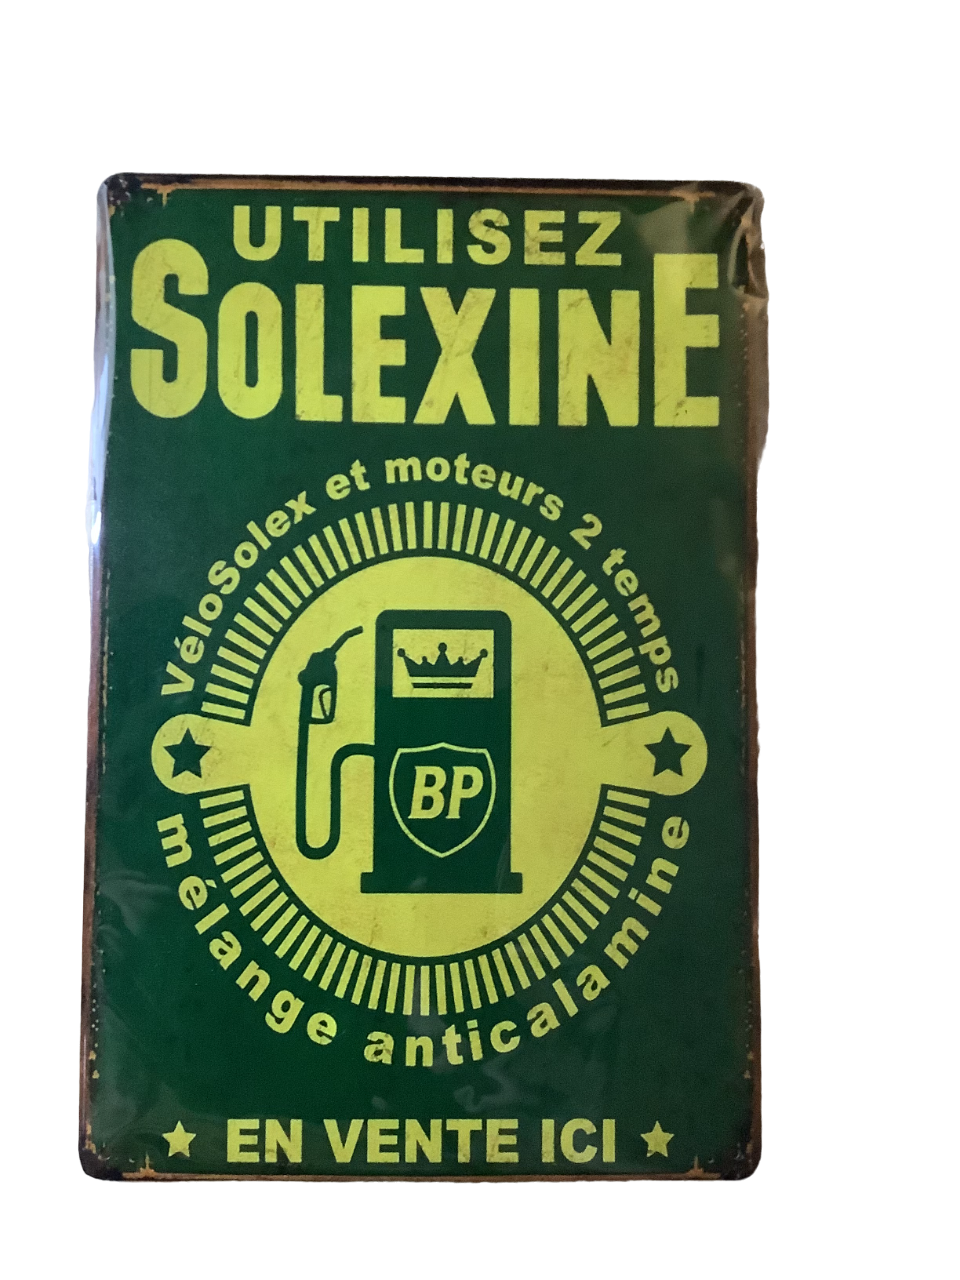 UTILISEZ
SOLEXINE
VéloSolex et moteurs 2 temps
BP
mélange anticalamine
EN VENTE ICI